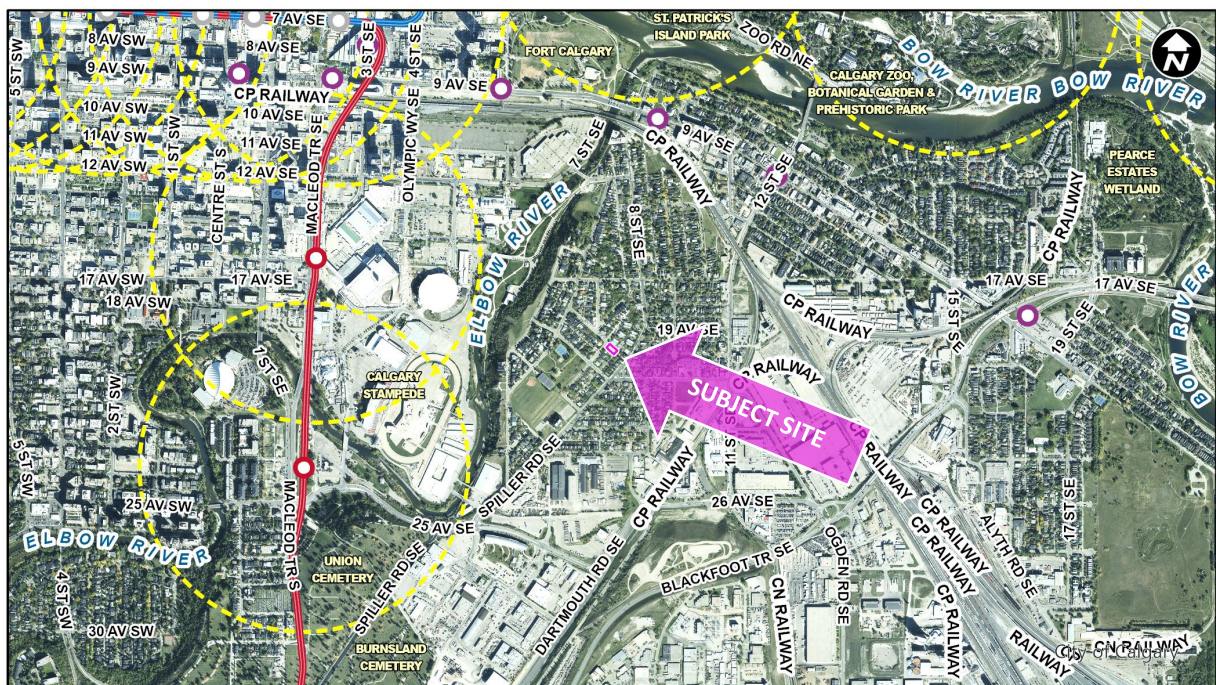 7 AV SE
ST. PATRICK'S
ISLAND PARK
ZOO RD NE
5 ST SW
8 AV SW
8 AV SE
3 ST SE
4 ST SE
FORT CALGARY
BOW RIVER BOW RIVER
N
9 AV SW
CP RAILWAY
9 AV SE
CALGARY ZOO,
BOTANICAL GARDEN &
PREHISTORIC PARK
10 AV SW
10 AV SE
OLYMPIC WY SE
11 AV SW
11 AV SE
1 ST SW
12 AV SW
12 AV SE
CENTRE ST S
MACLEOD TR SE
7 ST SE
CP RAILWAY
9 AV SE
12 ST SE
PEARCE
ESTATES
WETLAND
CP RAILWAY
8 ST SE
ELBOW RIVER
17 AV SW
17 AV SE
17 AV SE
17 AV SE
18 AV SW
CP RAILWAY
15 ST SE
19 ST SE
BOW RIVER
19 AV SE
1 ST SE
2 ST SW
CALGARY
STAMPEDE
CP RAILWAY
SUBJECT SITE
5 ST SW
11 ST SE
CP RAILWAY
SPILLER RD SE
CP RAILWAY
25 AV SW
MACLEOD TR S
25 AV SE
26 AV SE
17 ST SE
ELBOW RIVER
UNION
CEMETERY
SPILLER RD SE
DARTMOUTH RD SE
BLACKFOOT TR SE
OGDEN RD SE
CP RAILWAY
CP RAILWAY
ALYTH RD SE
4 ST SW
30 AV SW
BURNSLAND
CEMETERY
CN RAILWAY
CP RAILWAY
RAILWAY
CN RAILWAY
City of Calgary